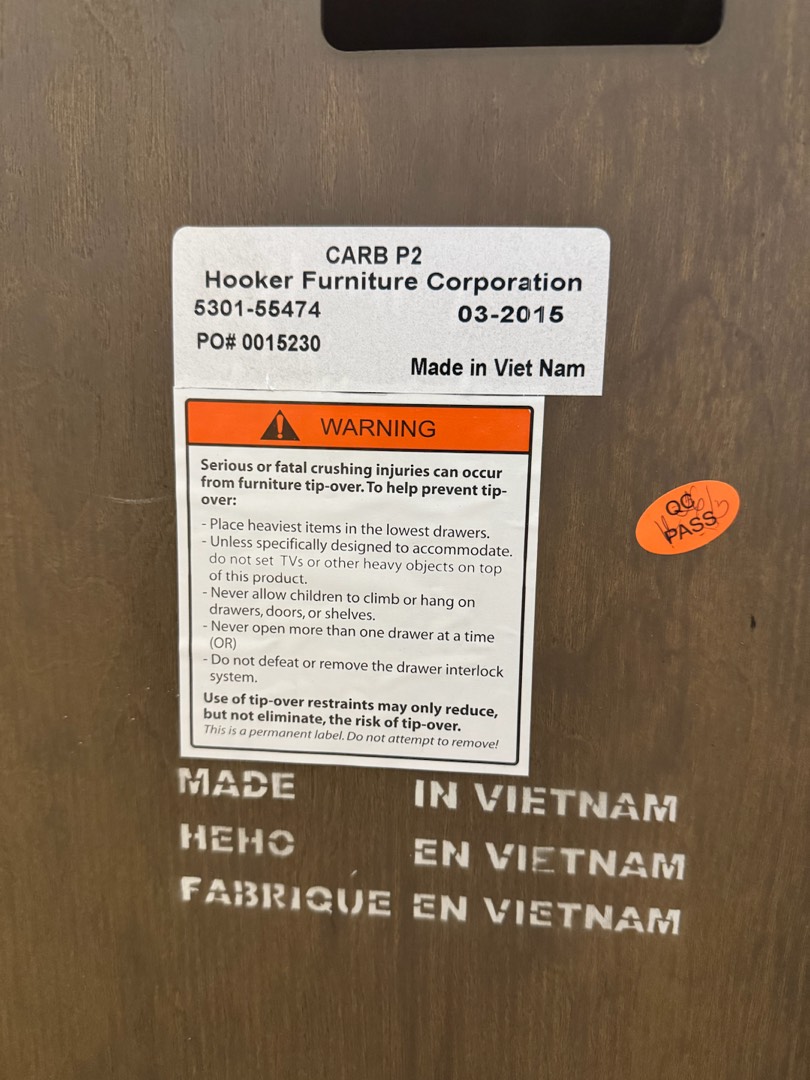 CARB P2
Hooker Furniture Corporation
5301-55474 03-2015
PO# 0015230
Made in Viet Nam
WARNING
Serious or fatal crushing injuries can occur
from furniture tip-over. To help prevent tip-
over:
- Place heaviest items in the lowest drawers.
- Unless specifically designed to accommodate.
do not set TVs or other heavy objects on top
of this product.
- Never allow children to climb or hang on
drawers, doors, or shelves.
- Never open more than one drawer at a time
(OR)
- Do not defeat or remove the drawer interlock
system.
Use of tip-over restraints may only reduce,
but not eliminate, the risk of tip-over.
This is a permanent label. Do not attempt to remove!
QC
PASS
MADE IN VIETNAM
HEHO EN VIETNAM
FABRIQUE EN VIETNAM